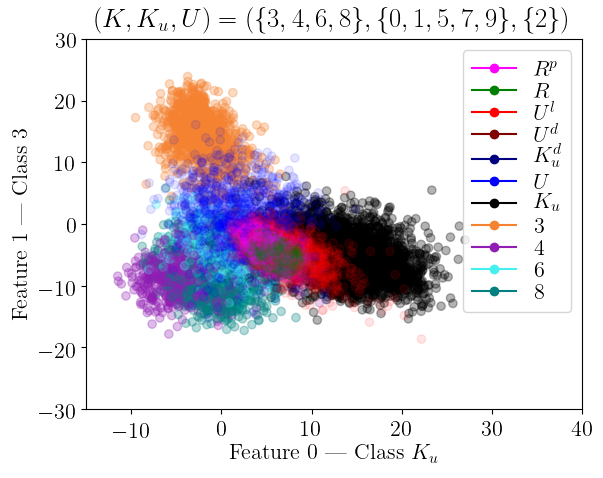 (K, K_u, U) = ({3, 4, 6, 8}, {0, 1, 5, 7, 9}, {2})
Feature 1 — Class 3
30
20
10
0
−10
−20
−30
−10
0
10
20
30
40
Feature 0 — Class K_u
R^p
R
U^l
U^d
K_u^d
U
K_u
3
4
6
8